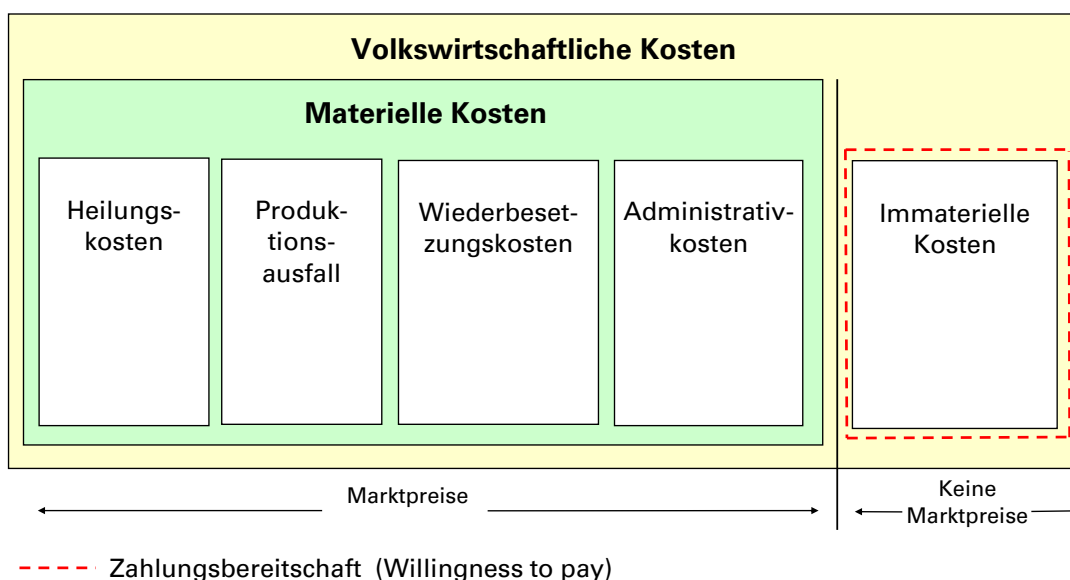 Volkswirtschaftliche Kosten
Materielle Kosten
Heilungs-
kosten
Produk-
tions-
ausfall
Wiederbeset-
zungskosten
Administrativ-
kosten
Immaterielle
Kosten
Marktpreise
Keine
Marktpreise
Zahlungsbereitschaft (Willingness to pay)